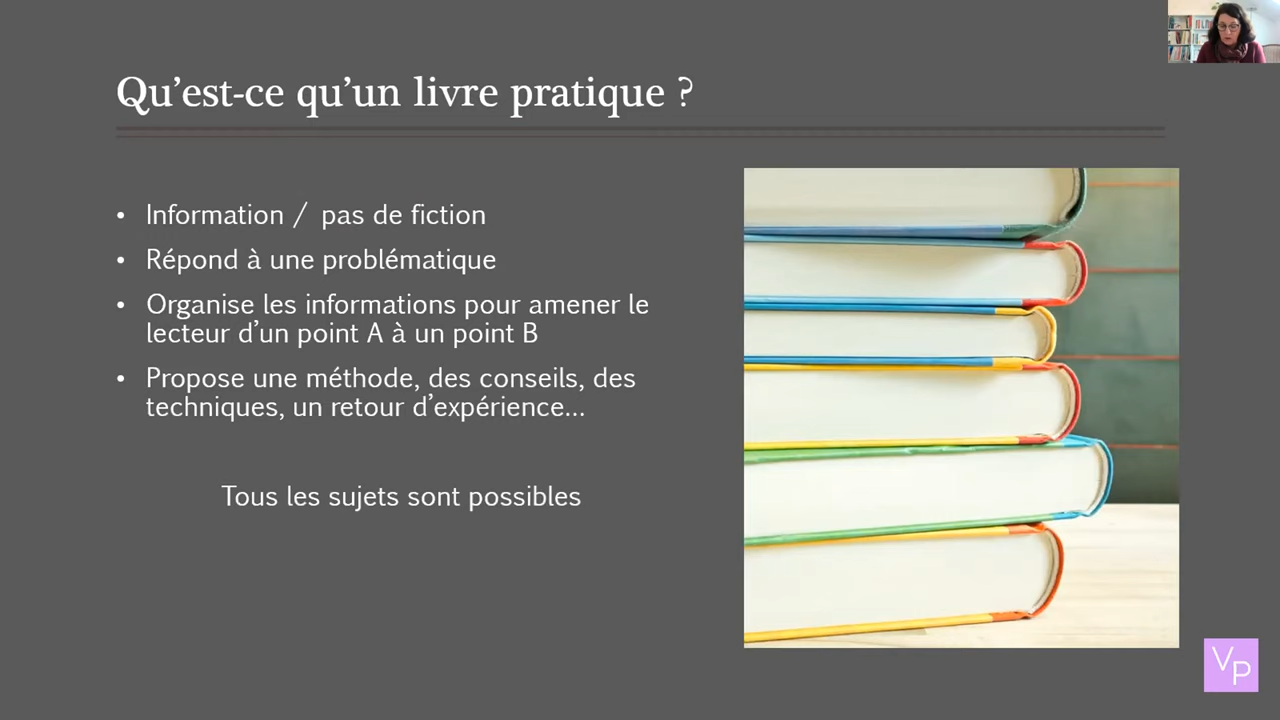 Qu’est-ce qu’un livre pratique ?
• Information / pas de fiction
• Répond à une problématique
• Organise les informations pour amener le
lecteur d’un point A à un point B
• Propose une méthode, des conseils, des
techniques, un retour d’expérience…
Tous les sujets sont possibles
VP